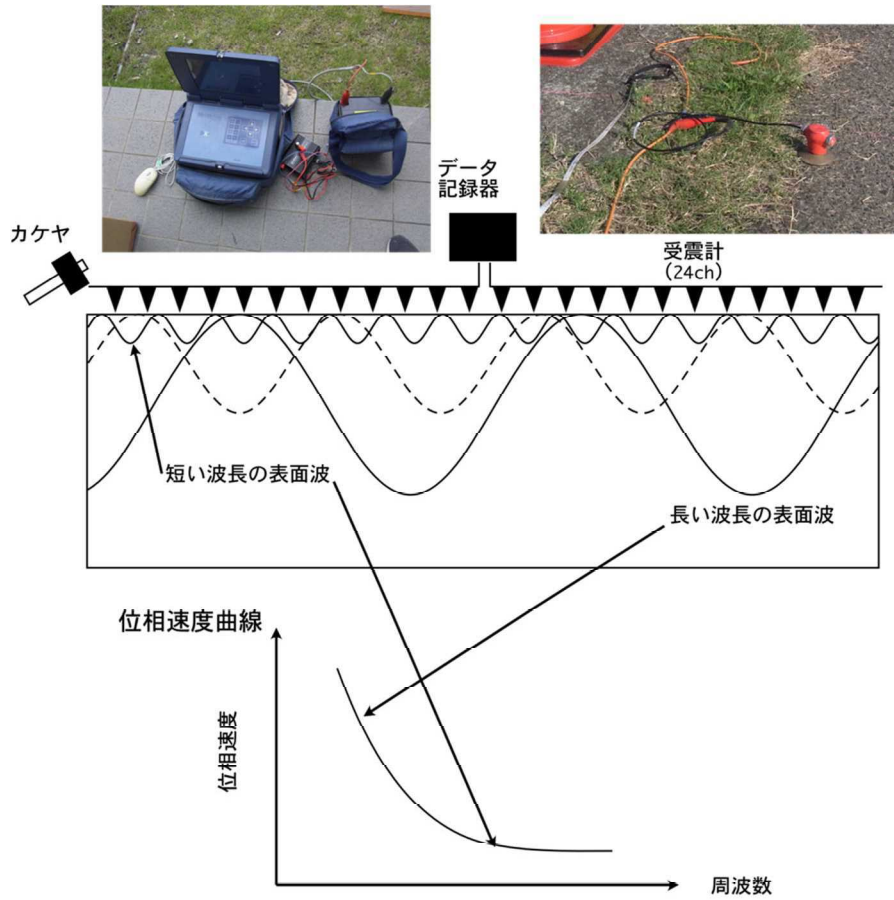 データ
記録器
カケヤ
受震計
(24ch)
短い波長の表面波
長い波長の表面波
位相速度曲線
位相速度
周波数